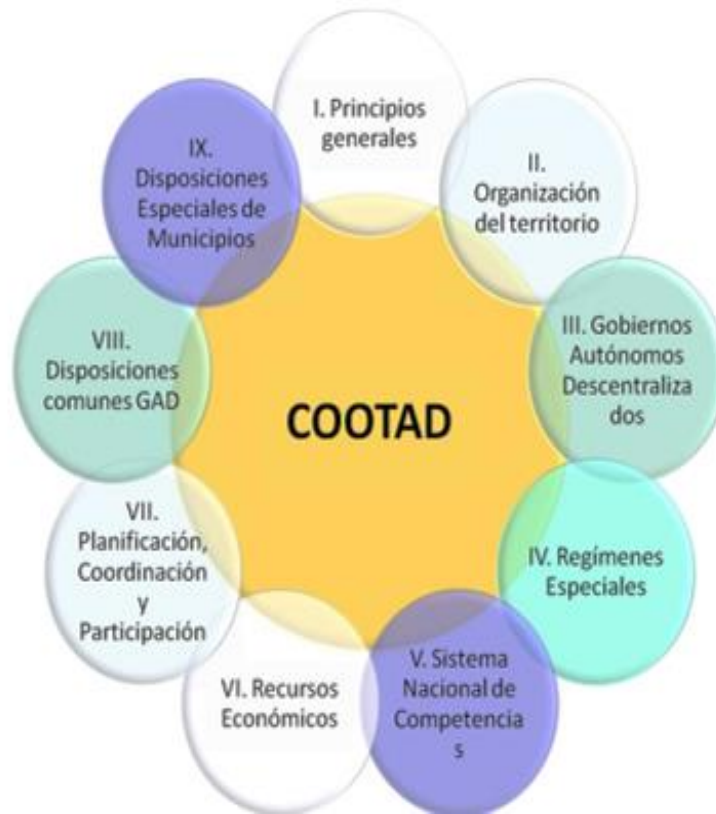 I. Principios
generales
II.
Organización
del territorio
III. Gobiernos
Autónomos
Descentraliza
dos
IV. Regímenes
Especiales
V. Sistema
Nacional de
Competencia
s
VI. Recursos
Económicos
VII.
Planificación,
Coordinación
y
Participación
VIII.
Disposiciones
comunes GAD
IX.
Disposiciones
Especiales de
Municipios
COOTAD